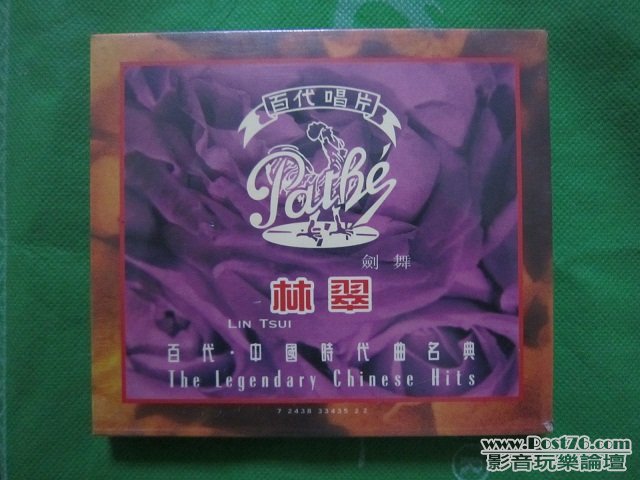 百代唱片
Pathé
劍舞
林翠
LIN TSUI
百代·中國時代曲名典
The Legendary Chinese Hits
7 2438 33435 2 2
www.Post76.com
影音玩樂論壇